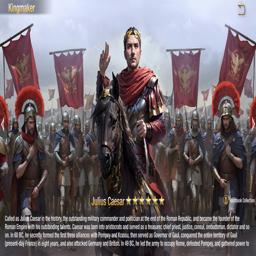 Kingmaker
Julius Caesar
Called as Julius Caesar in the history, the outstanding military commander and politician at the end of the Roman Republic, and became the founder of the
Roman Empire with his outstanding talents. Caesar was born into aristocrats and served as a treasurer, chief priest, justice, consul, ombudsman, dictator and so
on. In 60 BC, he secretly formed the first three alliances with Pompey and Krassu, then served as Governor of Gaul, conquered the entire territory of Gaul
(present-day France) in eight years, and also attacked Germany and British. In 49 BC, he led the army to occupy Rome, defeated Pompey, and gathered power to